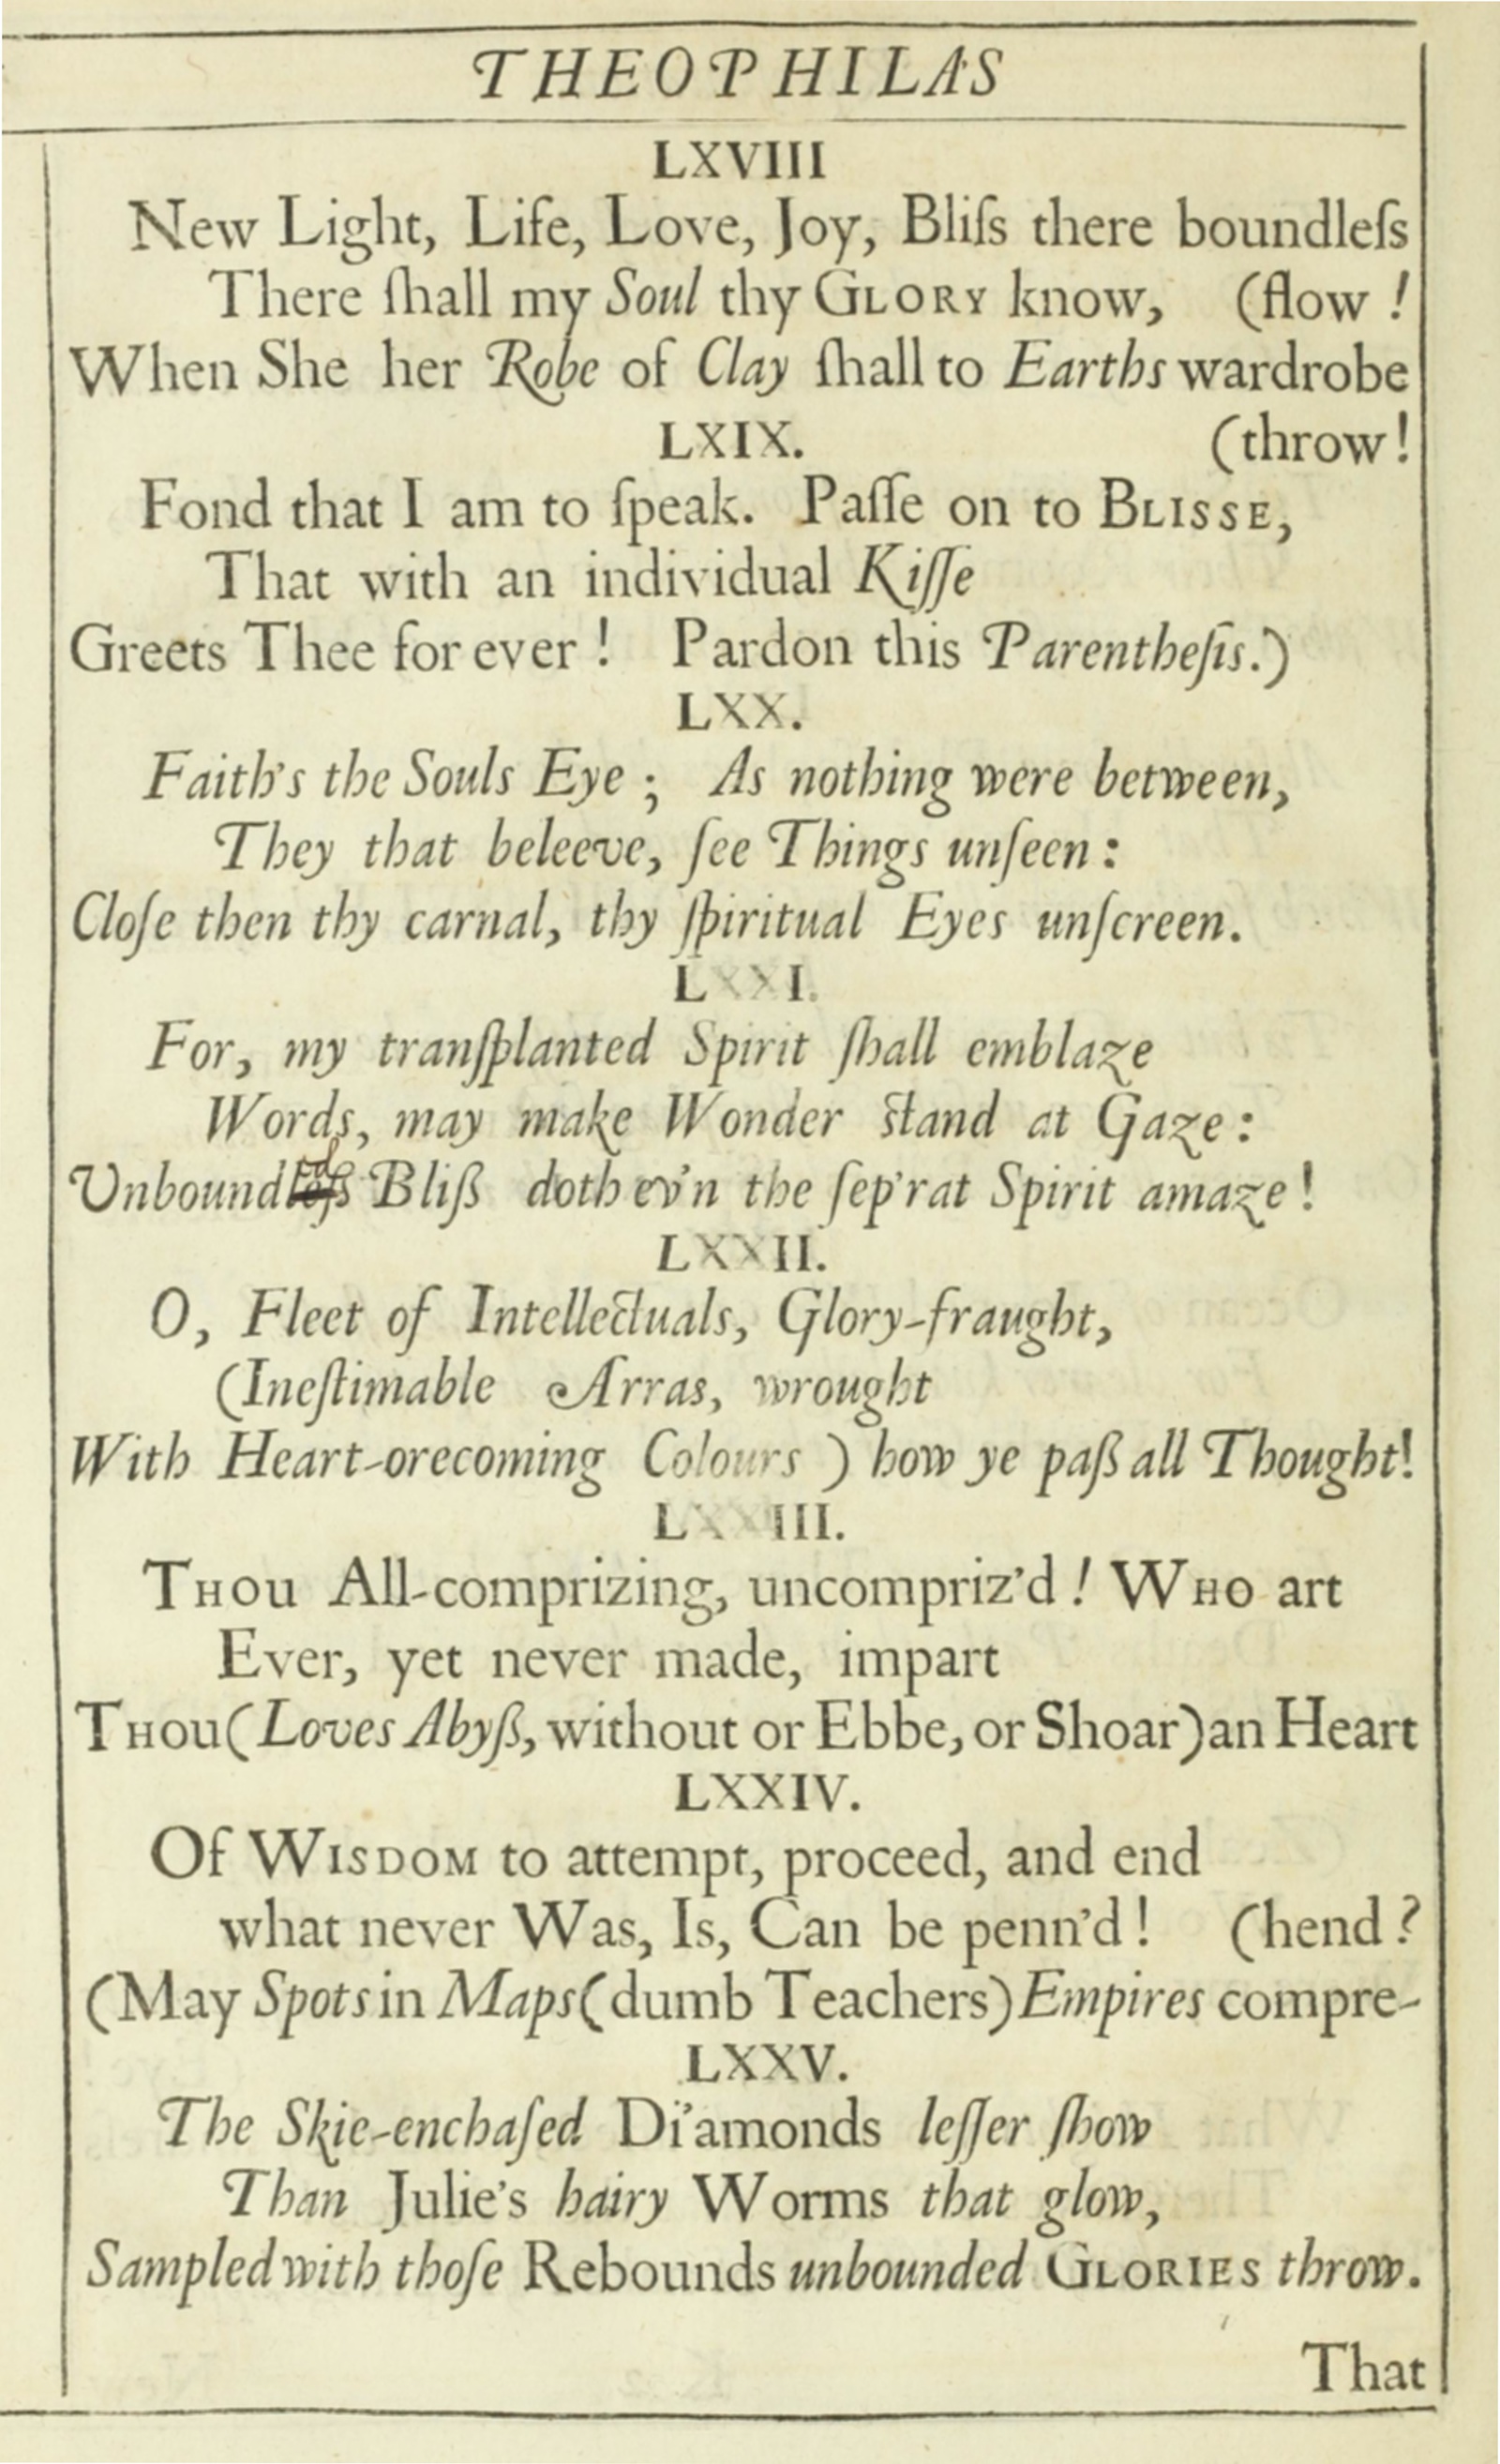 THEOPHILA'S
LXVIII
New Light, Life, Love, Joy, Bliſs there boundleſs
There ſhall my Soul thy GLORY know, (flow !
When She her Robe of Clay ſhall to Earths wardrobe
LXIX. (throw!
Fond that I am to ſpeak. Paſſe on to BLISSE,
That with an individual Kiſſe
Greets Thee for ever ! Pardon this Parentheſis.)
LXX.
Faith's the Souls Eye ; As nothing were between,
They that beleeve, ſee Things unſeen :
Cloſe then thy carnal, thy ſpiritual Eyes unſcreen.
LXXI.
For, my tranſplanted Spirit ſhall emblaze
Words, may make Wonder ſtand at Gaze :
Unboundleſs Bliß doth ev'n the ſep'rat Spirit amaze !
LXXII.
O, Fleet of Intellectuals, Glory-fraught,
(Ineſtimable Arras, wrought
With Heart-orecoming Colours ) how ye paß all Thought!
LXXIII.
THOU All-comprizing, uncompriz'd ! WHO art
Ever, yet never made, impart
THOU (Loves Abyß, without or Ebbe, or Shoar) an Heart
LXXIV.
Of WISDOM to attempt, proceed, and end
what never Was, Is, Can be penn'd ! (hend ?
(May Spots in Maps (dumb Teachers) Empires compre-
LXXV.
The Skie-enchaſed Dï'amonds leſſer ſhow
Than Julie's hairy Worms that glow,
Sampled with thoſe Rebounds unbounded GLORIES throw.
That